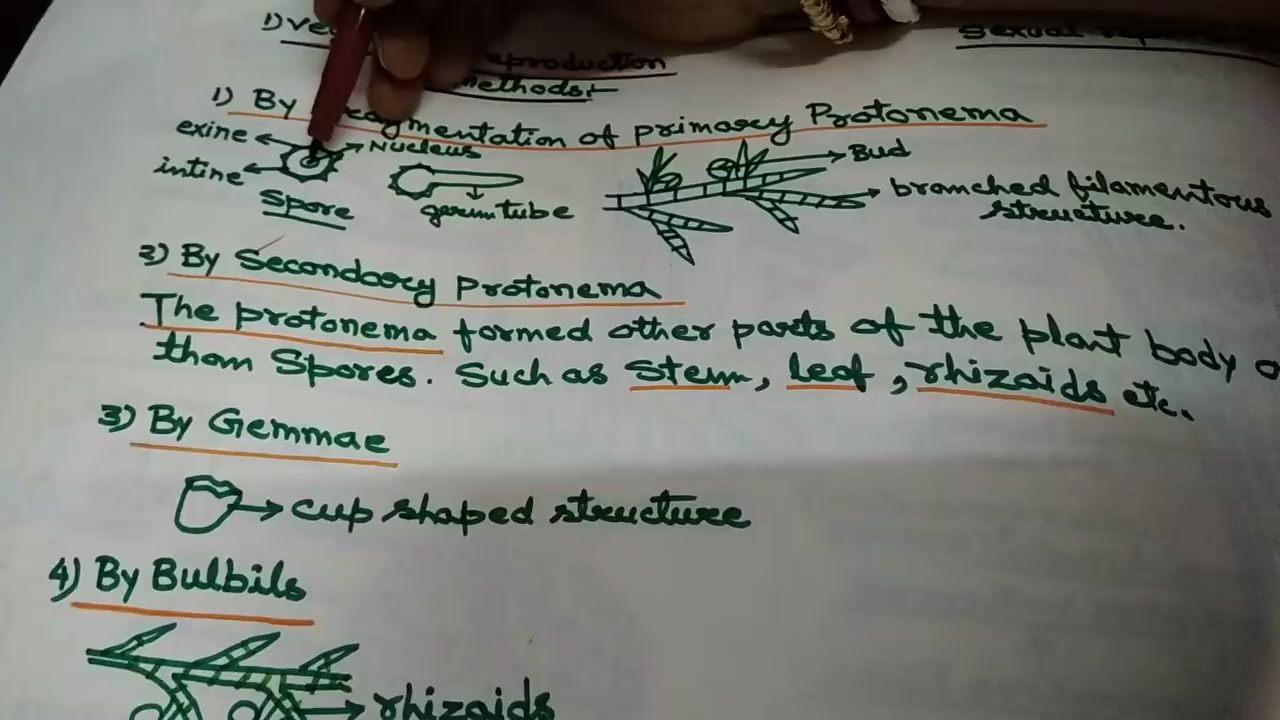 1) Ve
reproduction
Methods:-
Sexual
1) By Fragmentation of primary Protonema
exine
Nucleus
intine
Spore
germ tube
Bud
branched filamentous
structure.
2) By Secondary Protonema
The protonema formed other parts of the plant body
than Spores. Such as Stem, leaf, rhizoids etc.
3) By Gemmae
cup shaped structure
4) By Bulbils
rhizoids